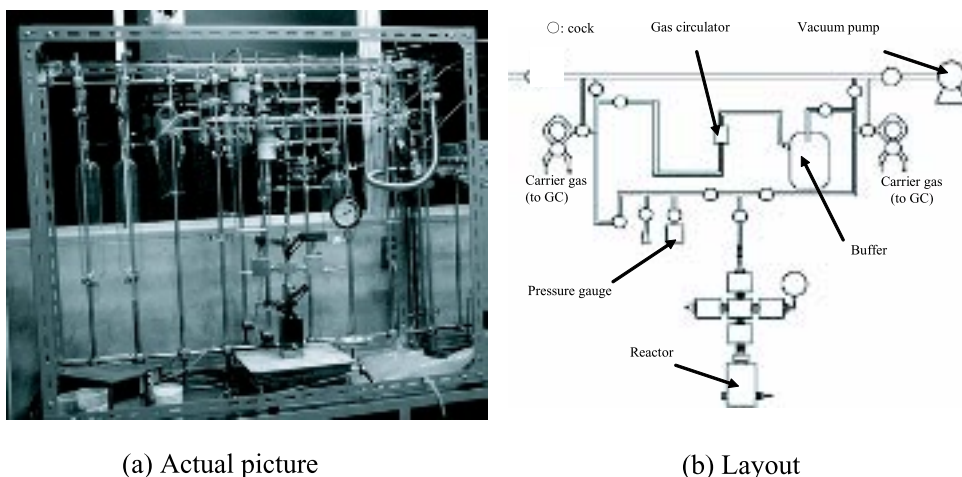 ○: cock
Gas circulator
Vacuum pump
Carrier gas
(to GC)
Carrier gas
(to GC)
Buffer
Pressure gauge
Reactor
(a) Actual picture
(b) Layout